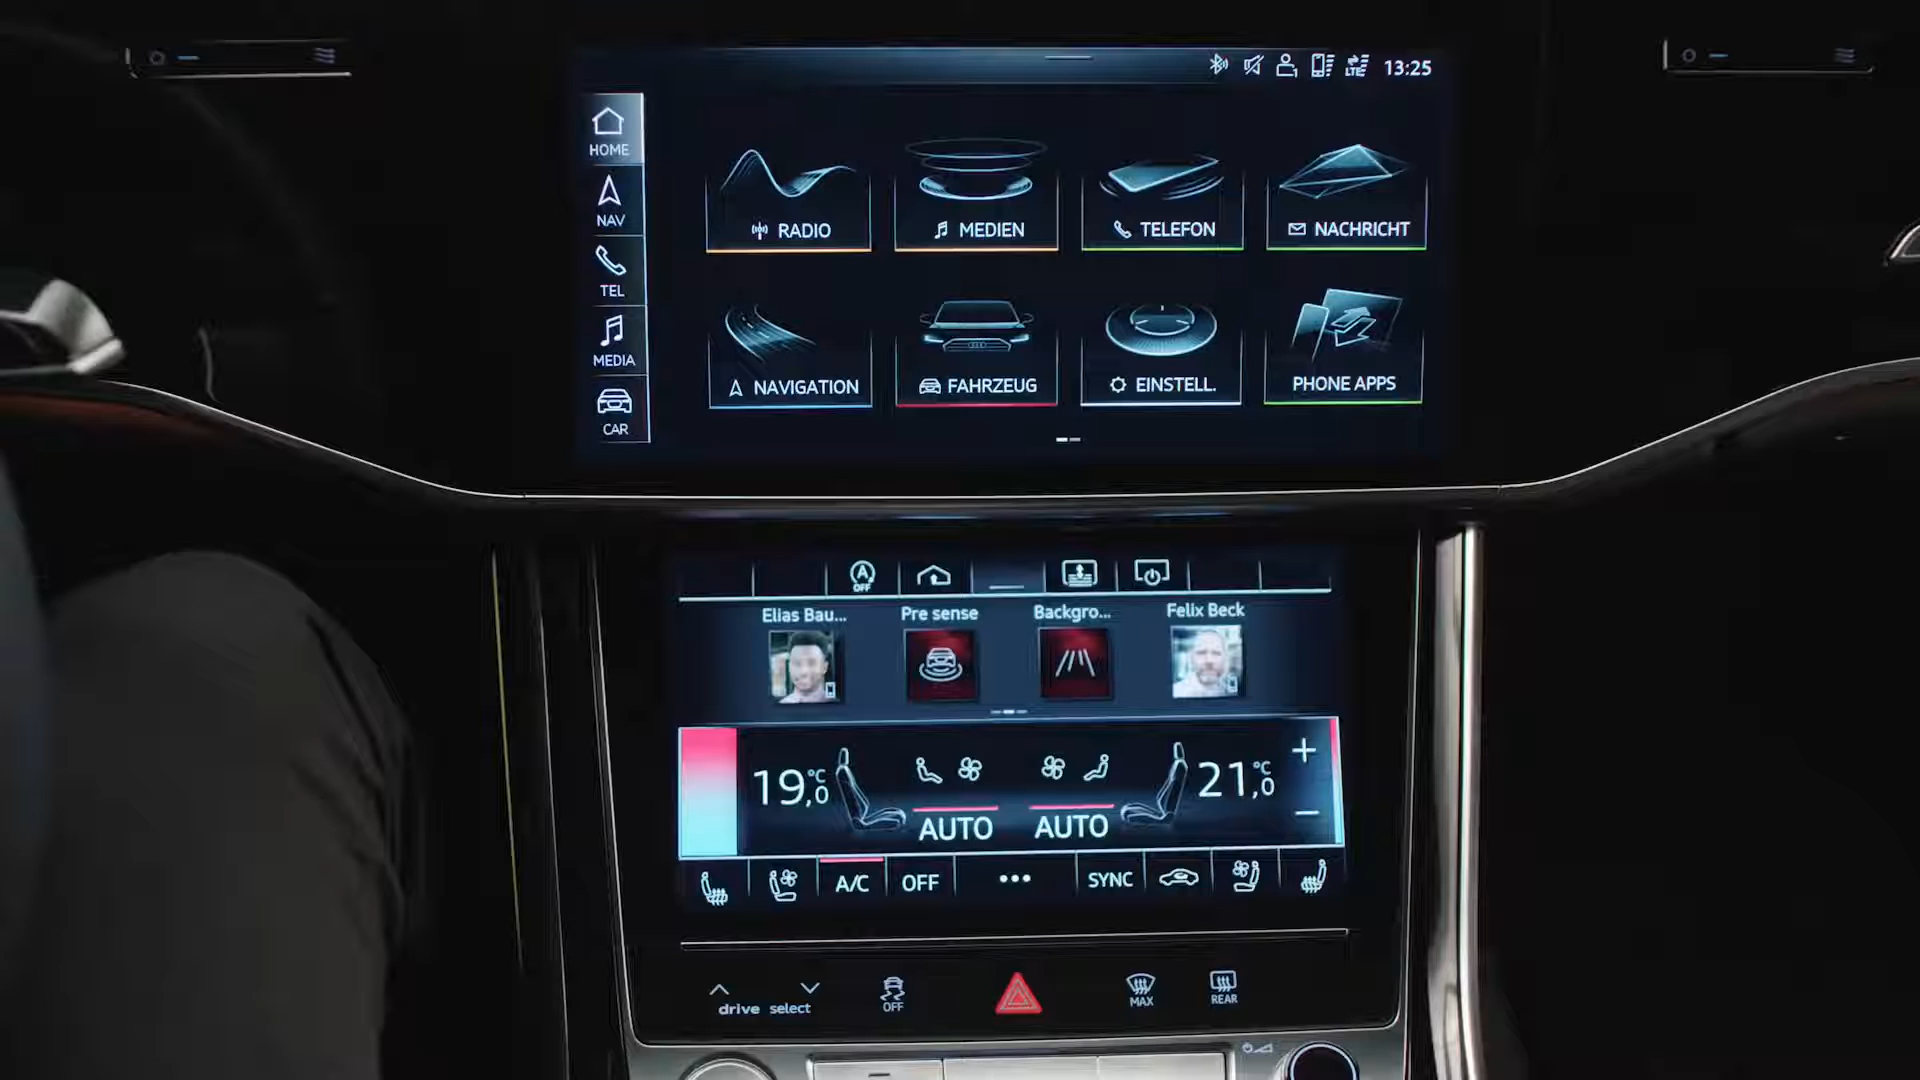 13:25
LTE
HOME
NAV
TEL
MEDIA
CAR
RADIO
MEDIEN
TELEFON
NACHRICHT
NAVIGATION
FAHRZEUG
EINSTELL.
PHONE APPS
A
OFF
Elias Bau...
Pre sense
Backgro...
Felix Beck
19,0 °C
21,0 °C
AUTO
AUTO
A/C
OFF
SYNC
drive select
OFF
MAX
REAR